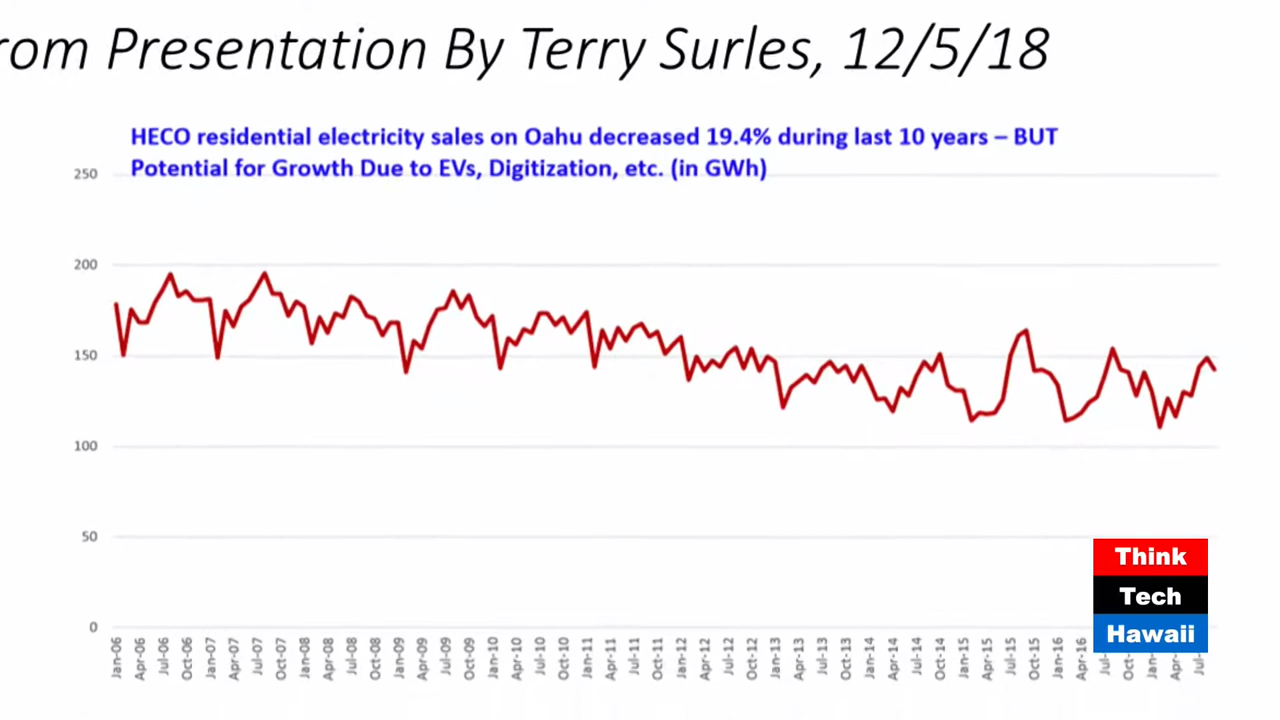 rom Presentation By Terry Surles, 12/5/18
HECO residential electricity sales on Oahu decreased 19.4% during last 10 years – BUT
Potential for Growth Due to EVs, Digitization, etc. (in GWh)
250
200
150
100
50
0
Jan-06
Apr-06
Jul-06
Oct-06
Jan-07
Apr-07
Jul-07
Oct-07
Jan-08
Apr-08
Jul-08
Oct-08
Jan-09
Apr-09
Jul-09
Oct-09
Jan-10
Apr-10
Jul-10
Oct-10
Jan-11
Apr-11
Jul-11
Oct-11
Jan-12
Apr-12
Jul-12
Oct-12
Jan-13
Apr-13
Jul-13
Oct-13
Jan-14
Apr-14
Jul-14
Oct-14
Jan-15
Apr-15
Jul-15
Oct-15
Jan-16
Apr-16
Jul-
Oct-
Jan-
Apr-
Jul-
Think
Tech
Hawaii